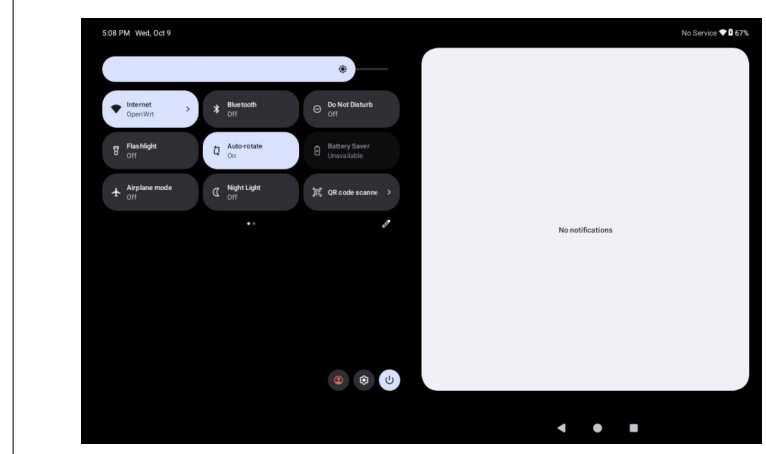 5:08 PM Wed, Oct 9
No Service 67%
Internet
OpenWrt
Bluetooth
Off
Do Not Disturb
Off
Flashlight
Off
Auto-rotate
On
Battery Saver
Unavailable
Airplane mode
Off
Night Light
Off
QR code scanne
No notifications